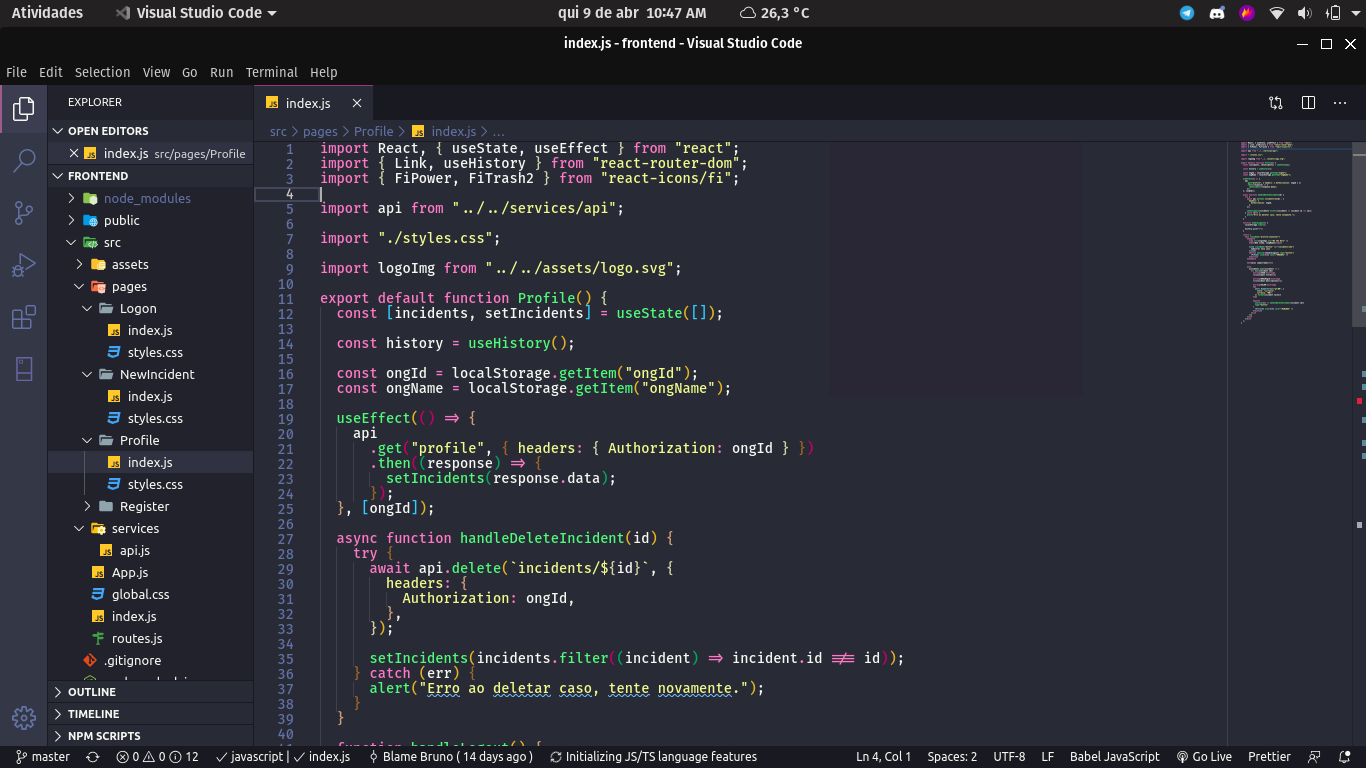 Atividades
Visual Studio Code
qui 9 de abr 10:47 AM
26,3 °C
index.js - frontend - Visual Studio Code
File Edit Selection View Go Run Terminal Help
EXPLORER
OPEN EDITORS
index.js src/pages/Profile
FRONTEND
node_modules
public
src
assets
pages
Logon
index.js
styles.css
NewIncident
index.js
styles.css
Profile
index.js
styles.css
Register
services
api.js
App.js
global.css
index.js
routes.js
.gitignore
OUTLINE
TIMELINE
NPM SCRIPTS
index.js
src > pages > Profile > index.js > ...
1 import React, { useState, useEffect } from "react";
2 import { Link, useHistory } from "react-router-dom";
3 import { FiPower, FiTrash2 } from "react-icons/fi";
4
5 import api from "../../services/api";
6
7 import "./styles.css";
8
9 import logoImg from "../../assets/logo.svg";
10
11 export default function Profile() {
12 const [incidents, setIncidents] = useState([]);
13
14 const history = useHistory();
15
16 const ongId = localStorage.getItem("ongId");
17 const ongName = localStorage.getItem("ongName");
18
19 useEffect(() => {
20 api
21 .get("profile", { headers: { Authorization: ongId } })
22 .then((response) => {
23 setIncidents(response.data);
24 });
25 }, [ongId]);
26
27 async function handleDeleteIncident(id) {
28 try {
29 await api.delete(`incidents/${id}`, {
30 headers: {
31 Authorization: ongId,
32 },
33 });
34
35 setIncidents(incidents.filter((incident) => incident.id !== id));
36 } catch (err) {
37 alert("Erro ao deletar caso, tente novamente.");
38 }
39 }
40
41 function handleLogout() {
master
0 0 12
javascript | index.js
Blame Bruno ( 14 days ago )
Initializing JS/TS language features
Ln 4, Col 1
Spaces: 2
UTF-8
LF
Babel JavaScript
Go Live
Prettier